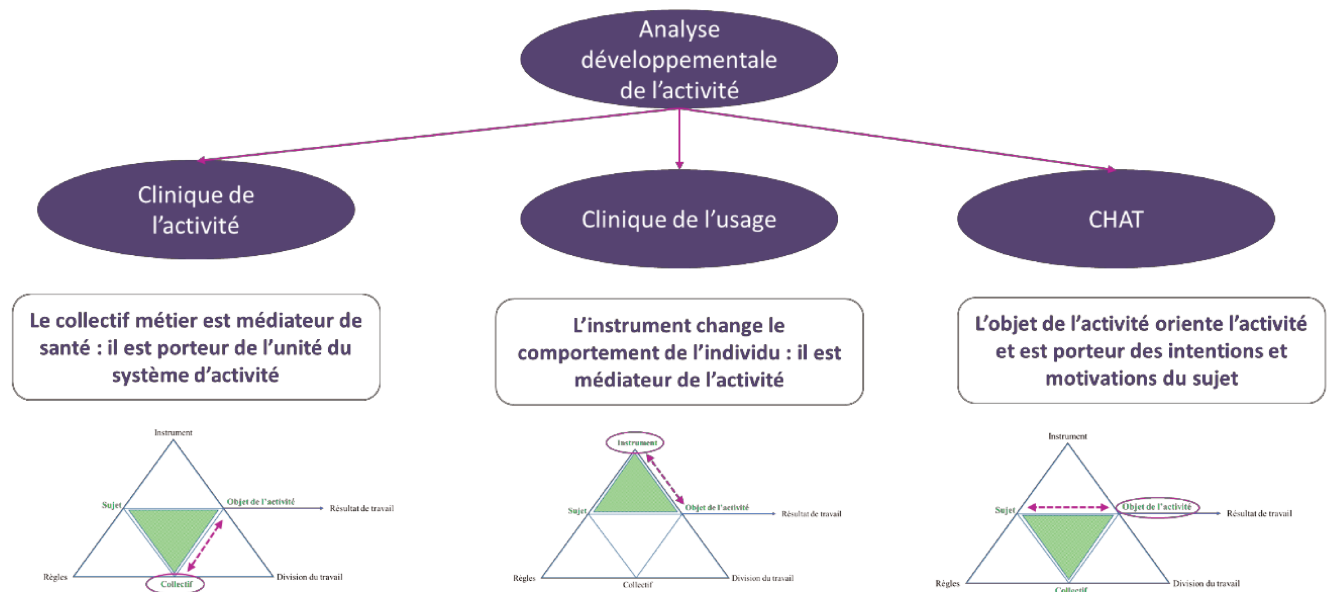 Analyse
développementale
de l’activité
Clinique de
l’activité
Clinique de l’usage
CHAT
Le collectif métier est médiateur de
santé : il est porteur de l’unité du
système d’activité
L’instrument change le
comportement de l’individu : il est
médiateur de l’activité
L’objet de l’activité oriente l’activité
et est porteur des intentions et
motivations du sujet
Instrument
Sujet
Objet de l’activité
Résultat de travail
Règles
Collectif
Division du travail
Instrument
Sujet
Objet de l’activité
Résultat de travail
Règles
Collectif
Division du travail
Instrument
Sujet
Objet de l’activité
Résultat de travail
Règles
Collectif
Division du travail